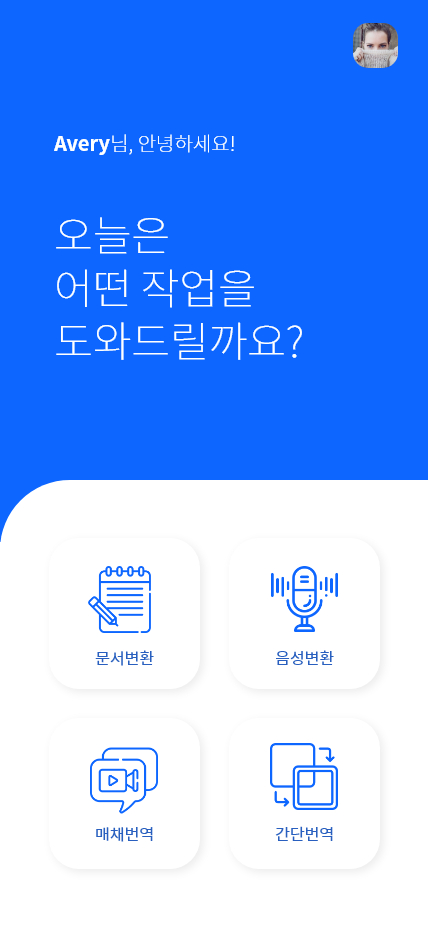 Avery님, 안녕하세요!
오늘은
어떤 작업을
도와드릴까요?
문서변환
음성변환
매채번역
간단번역